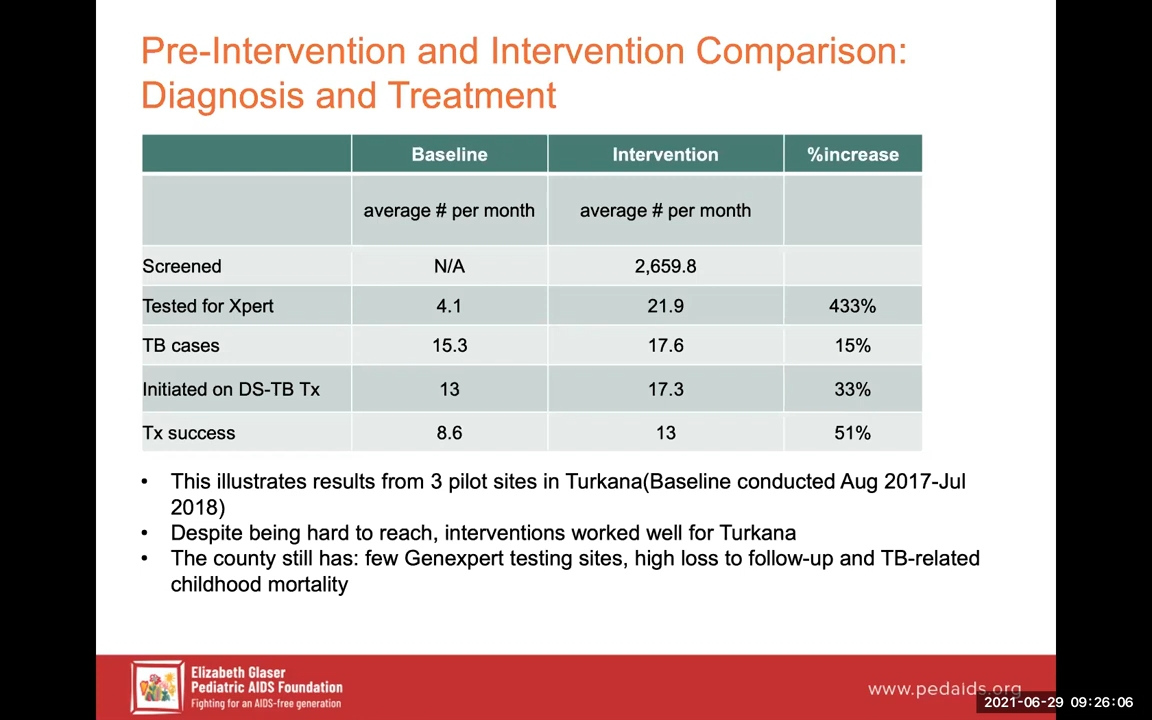 Pre-Intervention and Intervention Comparison:
Diagnosis and Treatment
Baseline Intervention %increase
average # per month average # per month
Screened N/A 2,659.8
Tested for Xpert 4.1 21.9 433%
TB cases 15.3 17.6 15%
Initiated on DS-TB Tx 13 17.3 33%
Tx success 8.6 13 51%
• This illustrates results from 3 pilot sites in Turkana(Baseline conducted Aug 2017-Jul
2018)
• Despite being hard to reach, interventions worked well for Turkana
• The county still has: few Genexpert testing sites, high loss to follow-up and TB-related
childhood mortality
Elizabeth Glaser
Pediatric AIDS Foundation
Fighting for an AIDS-free generation
www.pedaids.org
2021-06-29 09:26:06